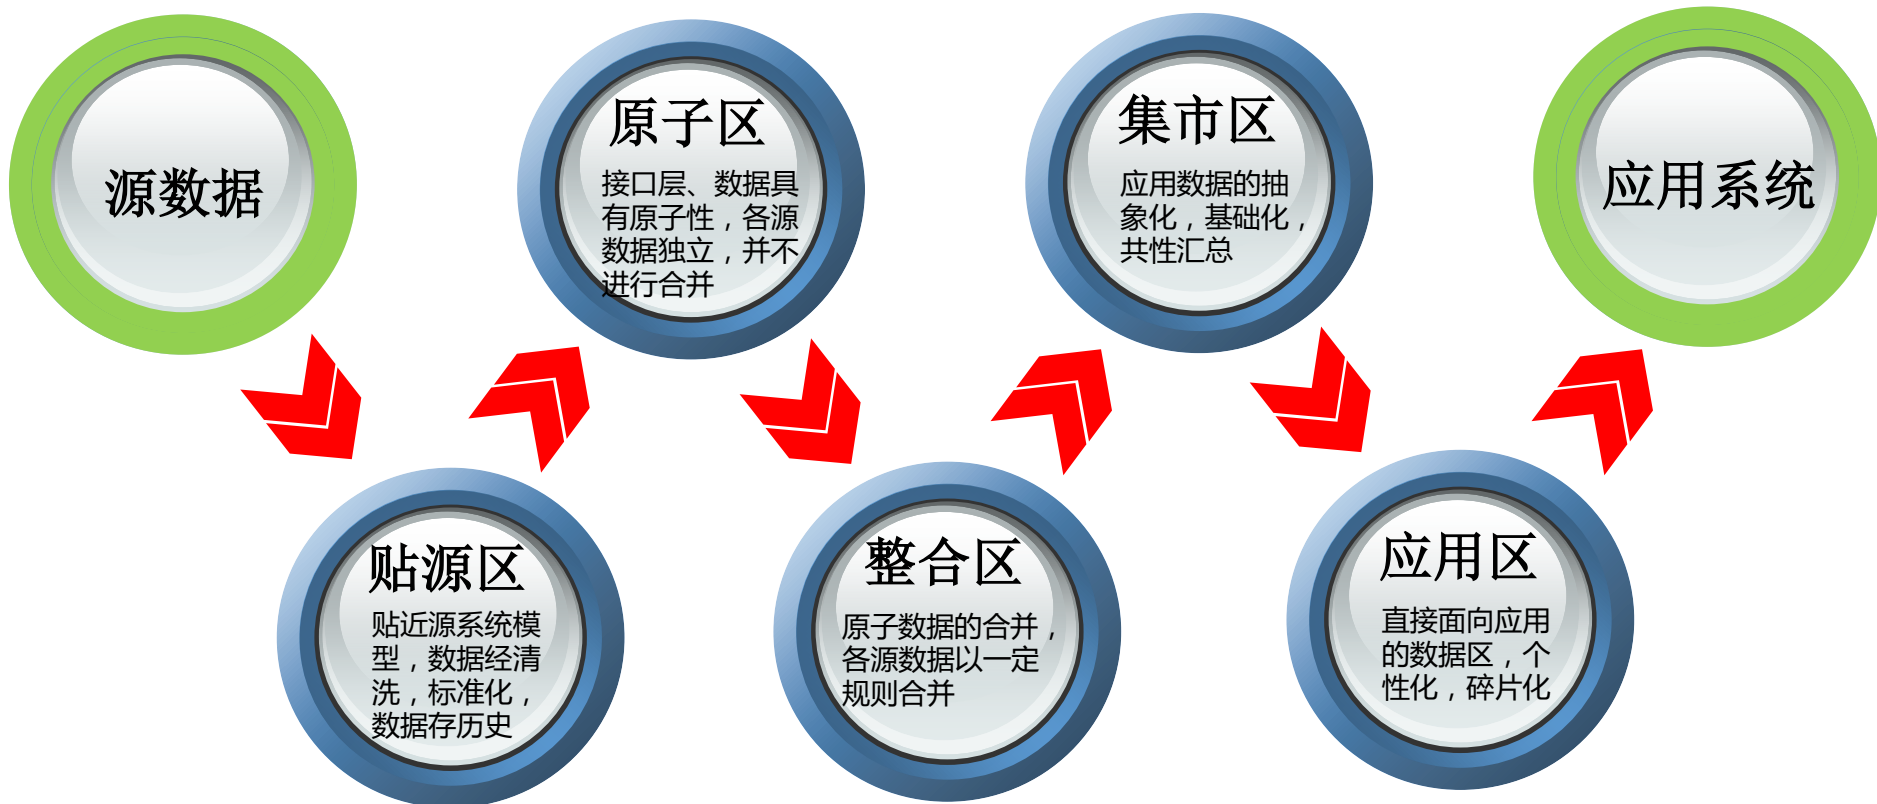 源数据
贴源区
贴近源系统模
型，数据经清
洗，标准化，
数据存历史
原子区
接口层、数据具
有原子性，各源
数据独立，并不
进行合并
整合区
原子数据的合并，
各源数据以一定
规则合并
集市区
应用数据的抽
象化，基础化，
共性汇总
应用区
直接面向应用
的数据区，个
性化，碎片化
应用系统